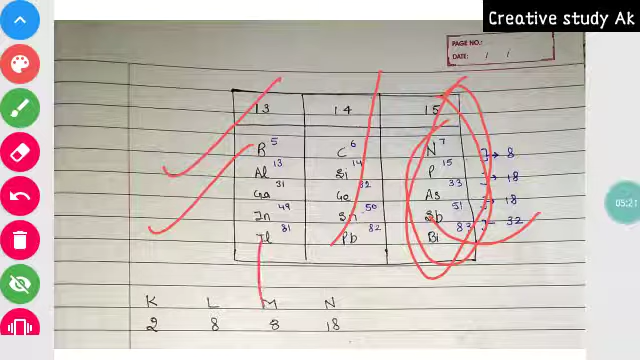 Creative study Ak
PAGE NO.:
DATE: / /
13 14 15
B 5 C 6 N 7 } → 8
Al 13 Si 14 P 15 } → 18
Ga 31 Ge 32 As 33 } → 18
In 49 Sn 50 Sb 51 } - 32
Tl 81 Pb 82 Bi 83
05:21
K L M N
2 8 8 18